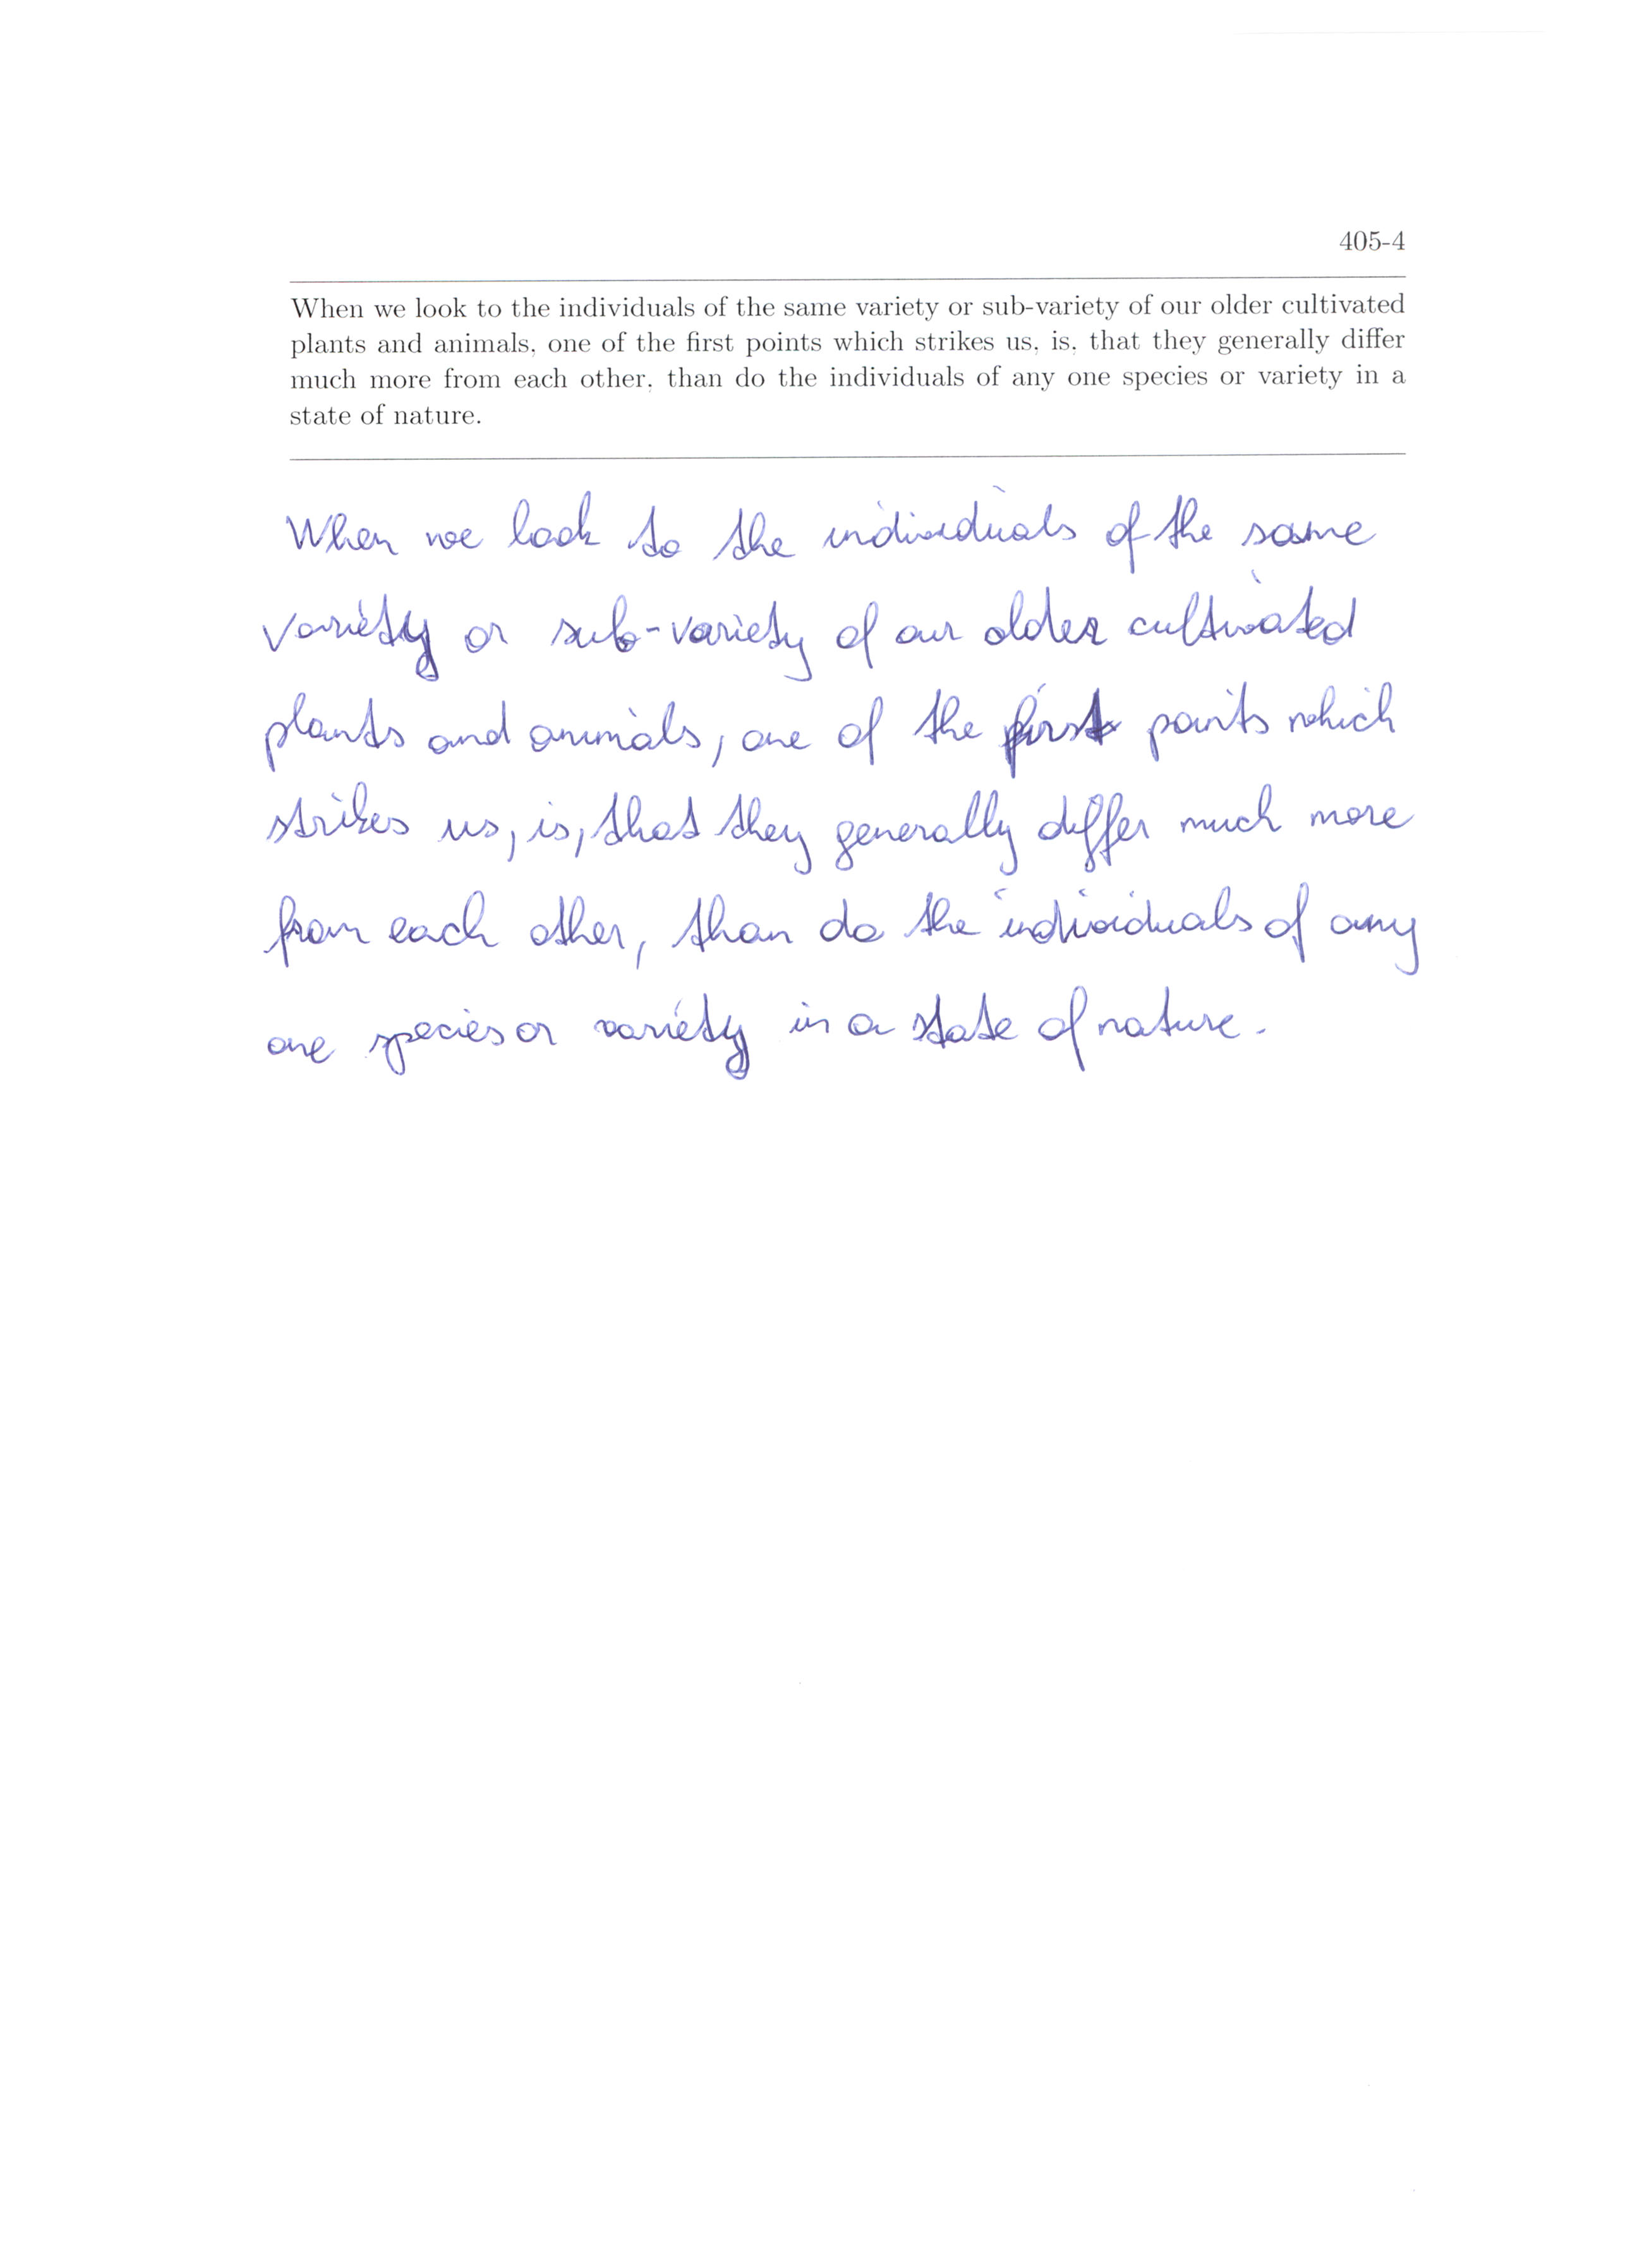 405-4
When we look to the individuals of the same variety or sub-variety of our older cultivated
plants and animals, one of the first points which strikes us, is, that they generally differ
much more from each other, than do the individuals of any one species or variety in a
state of nature.
When we look to the individuals of the same
variety or sub-variety of our older cultivated
plants and animals, one of the first points which
strikes us, is, that they generally differ much more
from each other, than do the individuals of any
one species or variety in a state of nature.